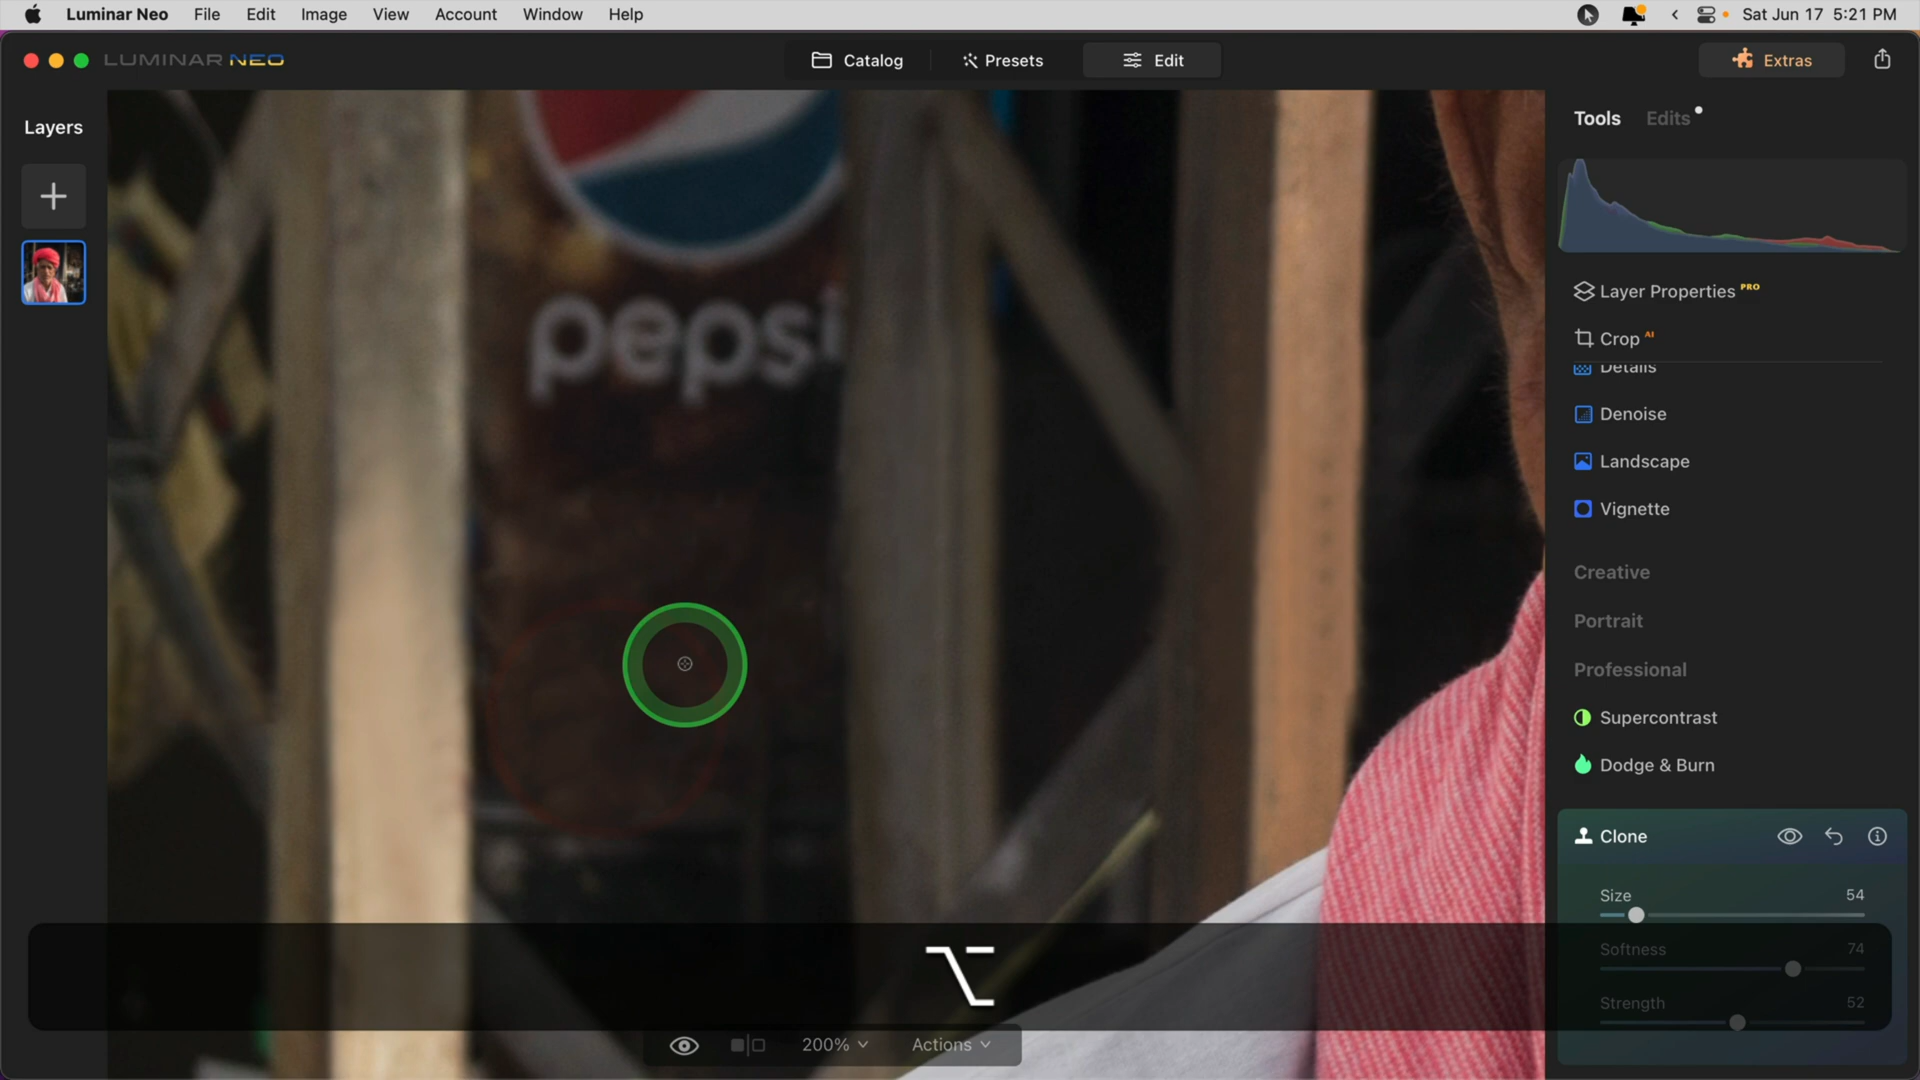 Luminar Neo File Edit Image View Account Window Help
Sat Jun 17 5:21 PM
LUMINAR NEO
Catalog
Presets
Edit
Extras
Layers
Tools
Edits
Layer Properties PRO
Crop AI
Details
Denoise
Landscape
Vignette
Creative
Portrait
Professional
Supercontrast
Dodge & Burn
Clone
Size 54
Softness 74
Strength 52
pepsi
200%
Actions